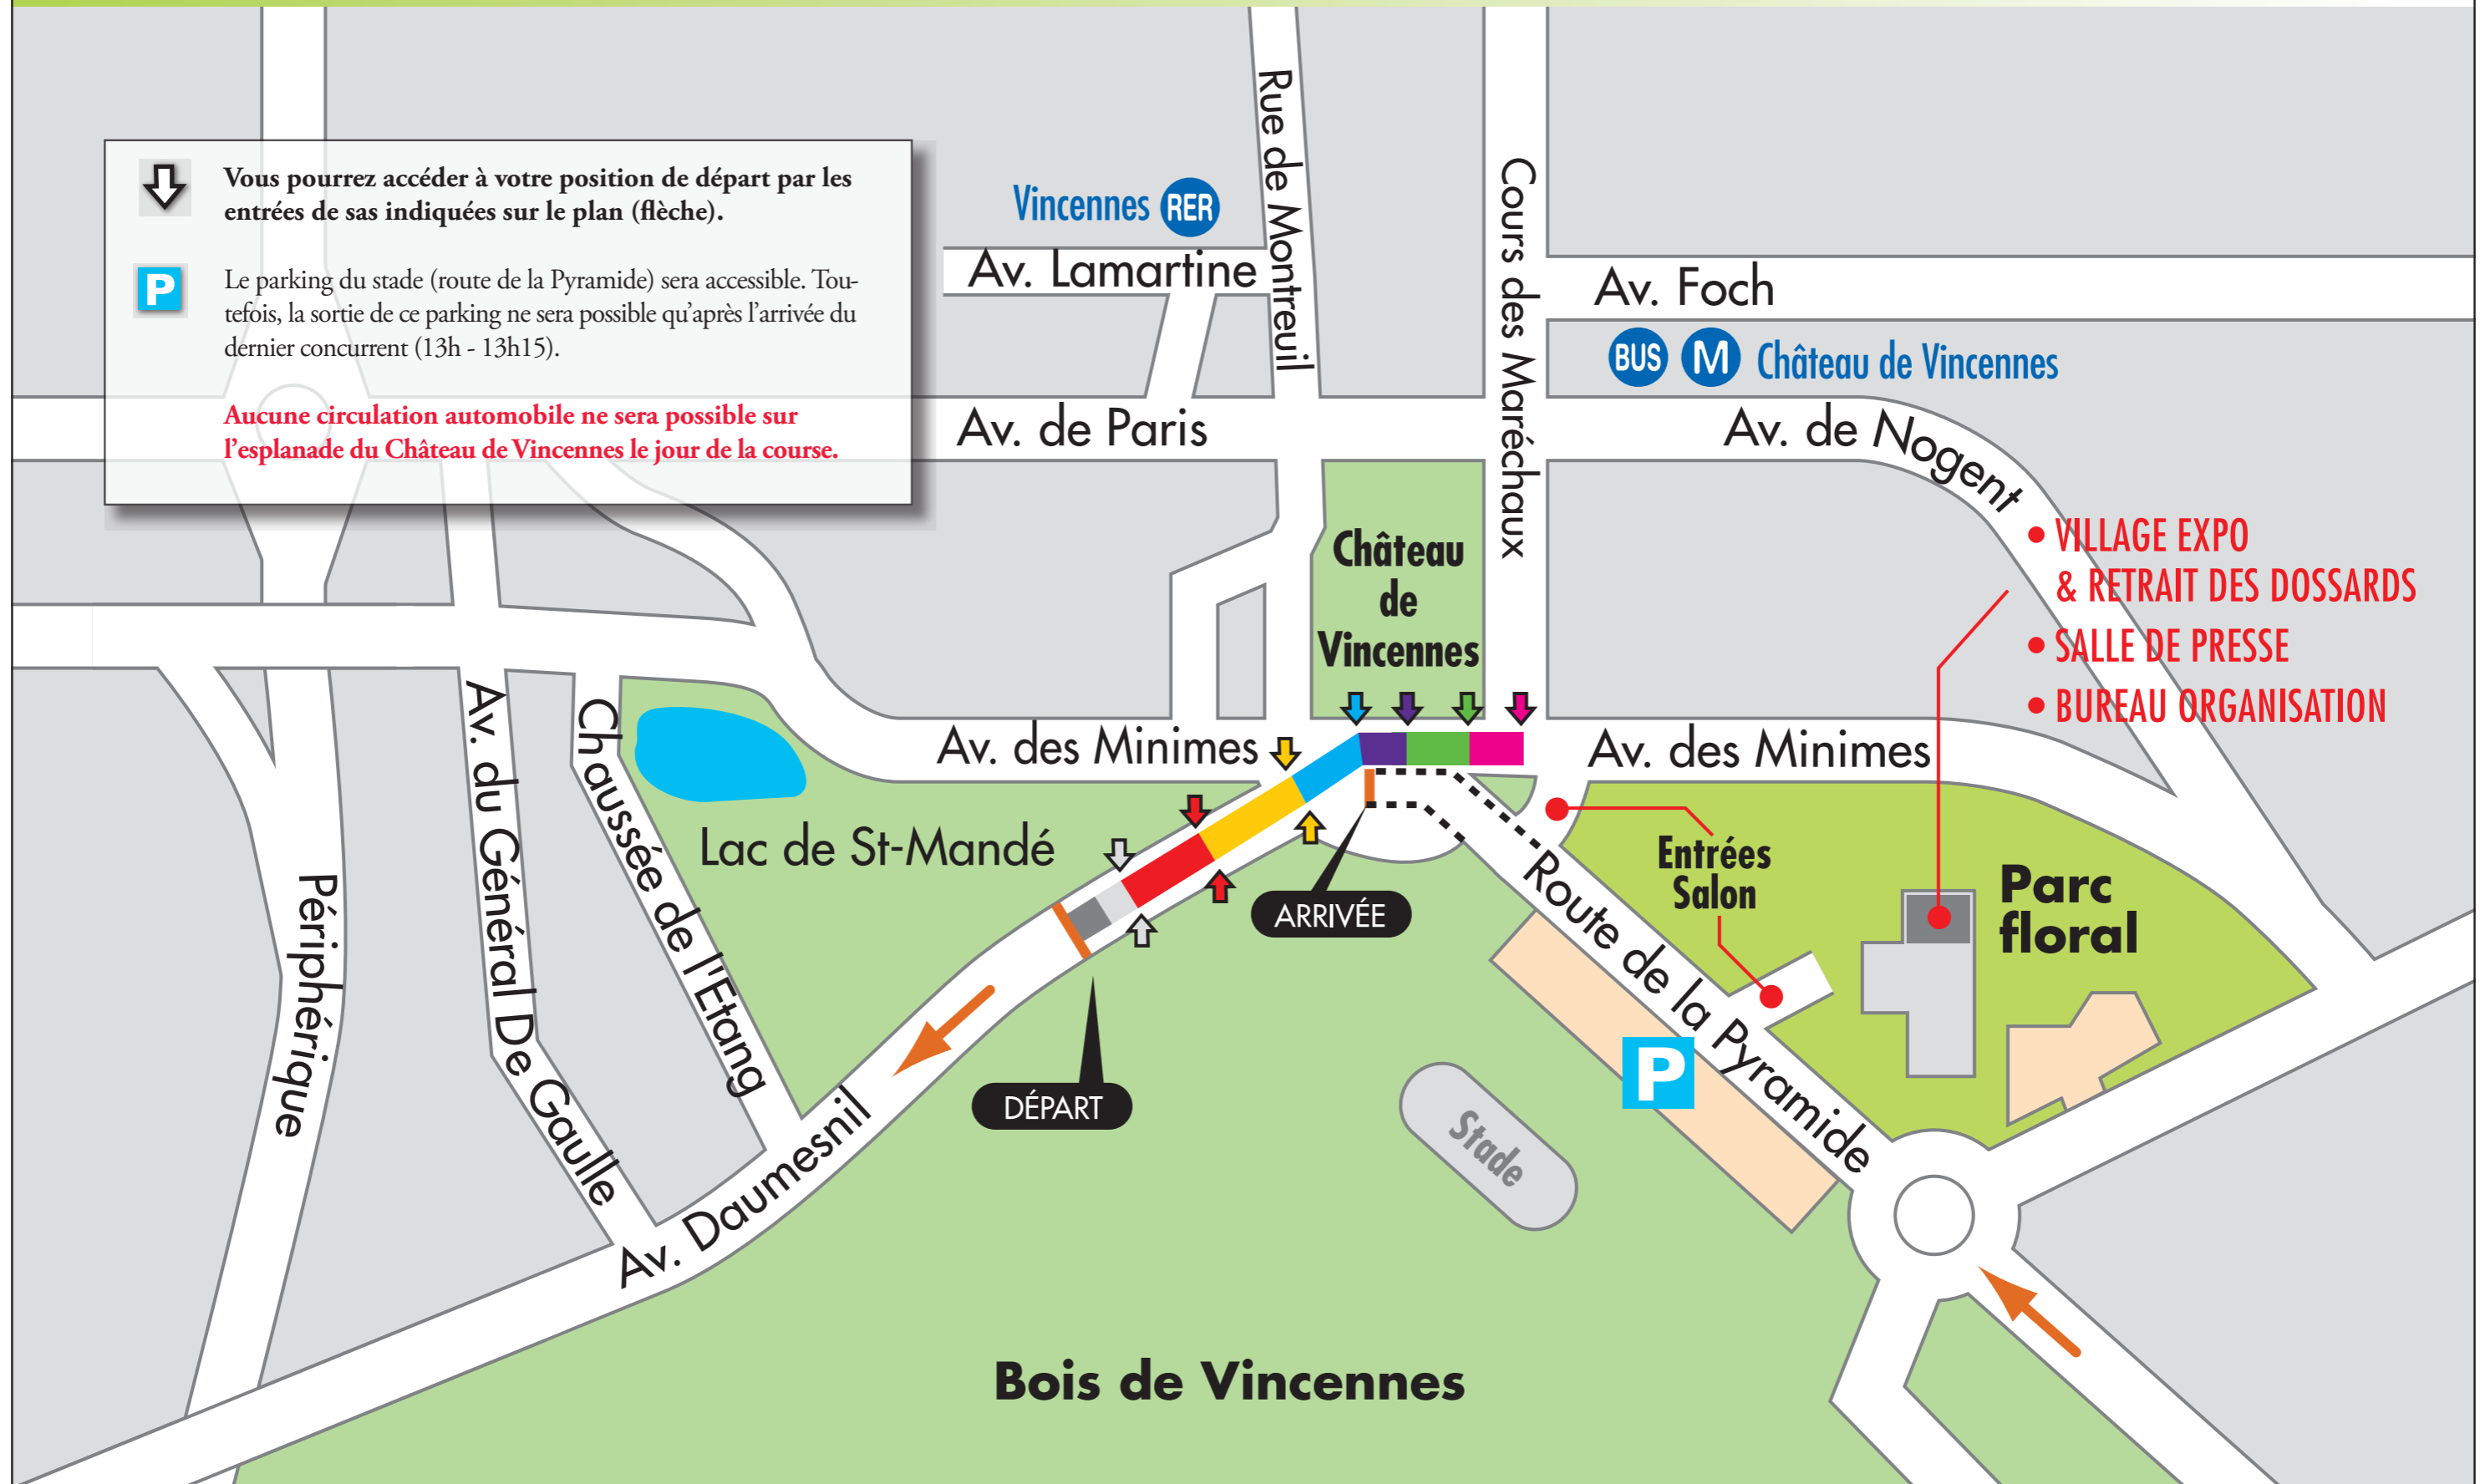 Vous pourrez accéder à votre position de départ par les
entrées de sas indiquées sur le plan (flèche).
P
Le parking du stade (route de la Pyramide) sera accessible. Tou-
tefois, la sortie de ce parking ne sera possible qu'après l'arrivée du
dernier concurrent (13h - 13h15).
Aucune circulation automobile ne sera possible sur
l'esplanade du Château de Vincennes le jour de la course.
Vincennes RER
Rue de Montreuil
Cours des Maréchaux
Av. Lamartine
Av. Foch
BUS M Château de Vincennes
Av. de Paris
Av. de Nogent
• VILLAGE EXPO
& RETRAIT DES DOSSARDS
• SALLE DE PRESSE
• BUREAU ORGANISATION
Château
de
Vincennes
Av. des Minimes
Av. des Minimes
Lac de St-Mandé
Chaussée de l'Etang
Av. du Général De Gaulle
Périphérique
Entrées
Salon
Parc
floral
ARRIVÉE
Route de la Pyramide
DÉPART
P
Stade
Av. Daumesnil
Bois de Vincennes